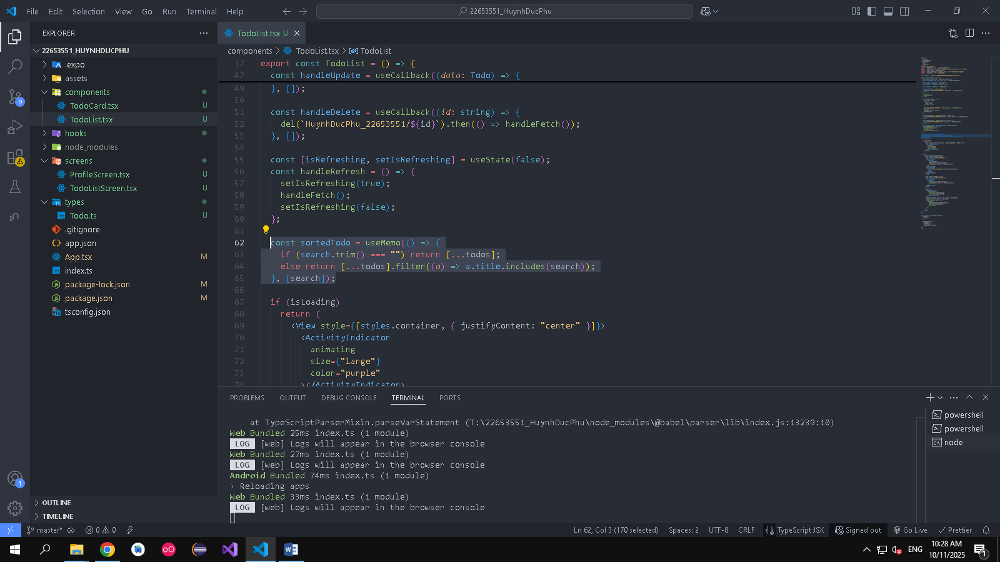 File Edit Selection View Go Run Terminal Help
22653551_HuynhDucPhu
EXPLORER
22653551_HUYNHDUCPHU
.expo
assets
components
TodoCard.tsx U
TodoList.tsx U
hooks
node_modules
screens
ProfileScreen.tsx U
TodoListScreen.tsx U
types
Todo.ts U
.gitignore
app.json
App.tsx M
index.ts
package-lock.json M
package.json M
tsconfig.json
OUTLINE
TIMELINE
9
1
TodoList.tsx U
components > TodoList.tsx > TodoList
17 export const TodoList = () => {
47 const handleUpdate = useCallback((data: Todo) => {
49 }, []);
50
51 const handleDelete = useCallback((id: string) => {
52 del(`HuynhDucPhu_22653551/${id}`).then(() => handleFetch());
53 }, []);
54
55 const [isRefreshing, setIsRefreshing] = useState(false);
56 const handleRefresh = () => {
57 setIsRefreshing(true);
58 handleFetch();
59 setIsRefreshing(false);
60 };
61
62 const sortedTodo = useMemo(() => {
63 if (search.trim() === "") return [...todos];
64 else return [...todos].filter((a) => a.title.includes(search));
65 }, [search]);
66
67 if (isLoading)
68 return (
69 <View style={[styles.container, { justifyContent: "center" }]}>
70 <ActivityIndicator
71 animating
72 size={"large"}
73 color="purple"
74 ></ActivityIndicator>
PROBLEMS OUTPUT DEBUG CONSOLE TERMINAL PORTS
at TypeScriptParserMixin.parseVarStatement (T:\22653551_HuynhDucPhu\node_modules\@babel\parser\lib\index.js:13239:10)
Web Bundled 25ms index.ts (1 module)
LOG [web] Logs will appear in the browser console
Web Bundled 27ms index.ts (1 module)
LOG [web] Logs will appear in the browser console
Android Bundled 74ms index.ts (1 module)
› Reloading apps
Web Bundled 33ms index.ts (1 module)
LOG [web] Logs will appear in the browser console
powershell
powershell
node
master* 0 0 Ln 62, Col 3 (170 selected) Spaces: 2 UTF-8 CRLF TypeScript JSX Signed out Go Live Prettier
ENG 10:28 AM
10/11/2025 1